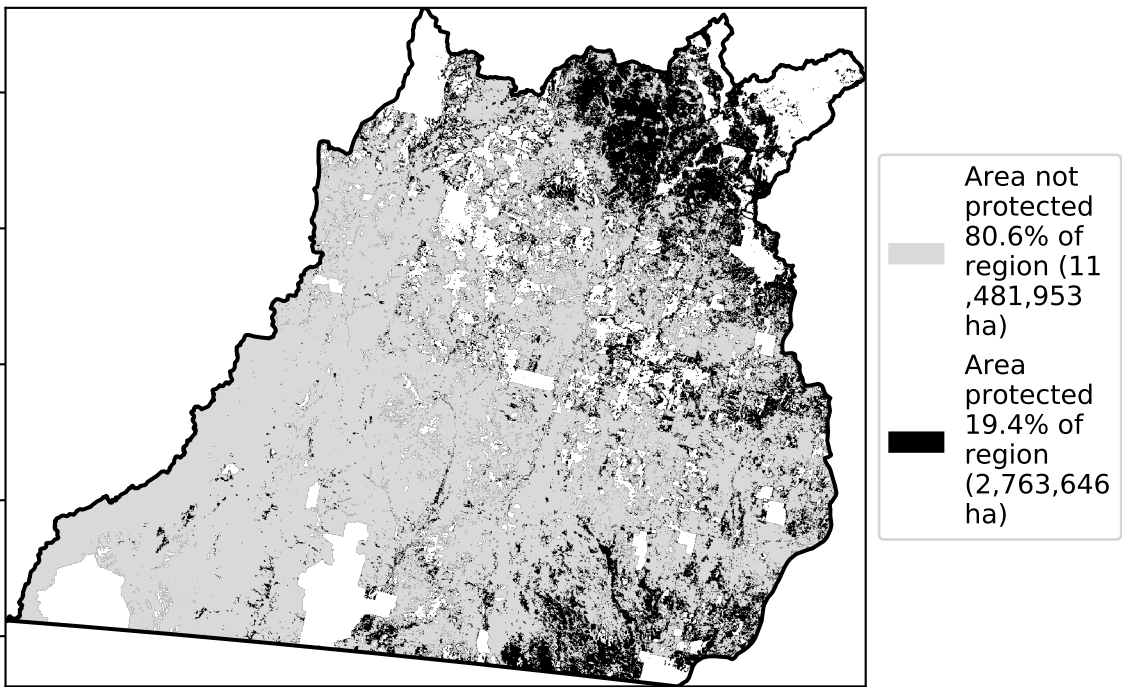 Area not
protected
80.6% of
region (11
,481,953
ha)
Area
protected
19.4% of
region
(2,763,646
ha)